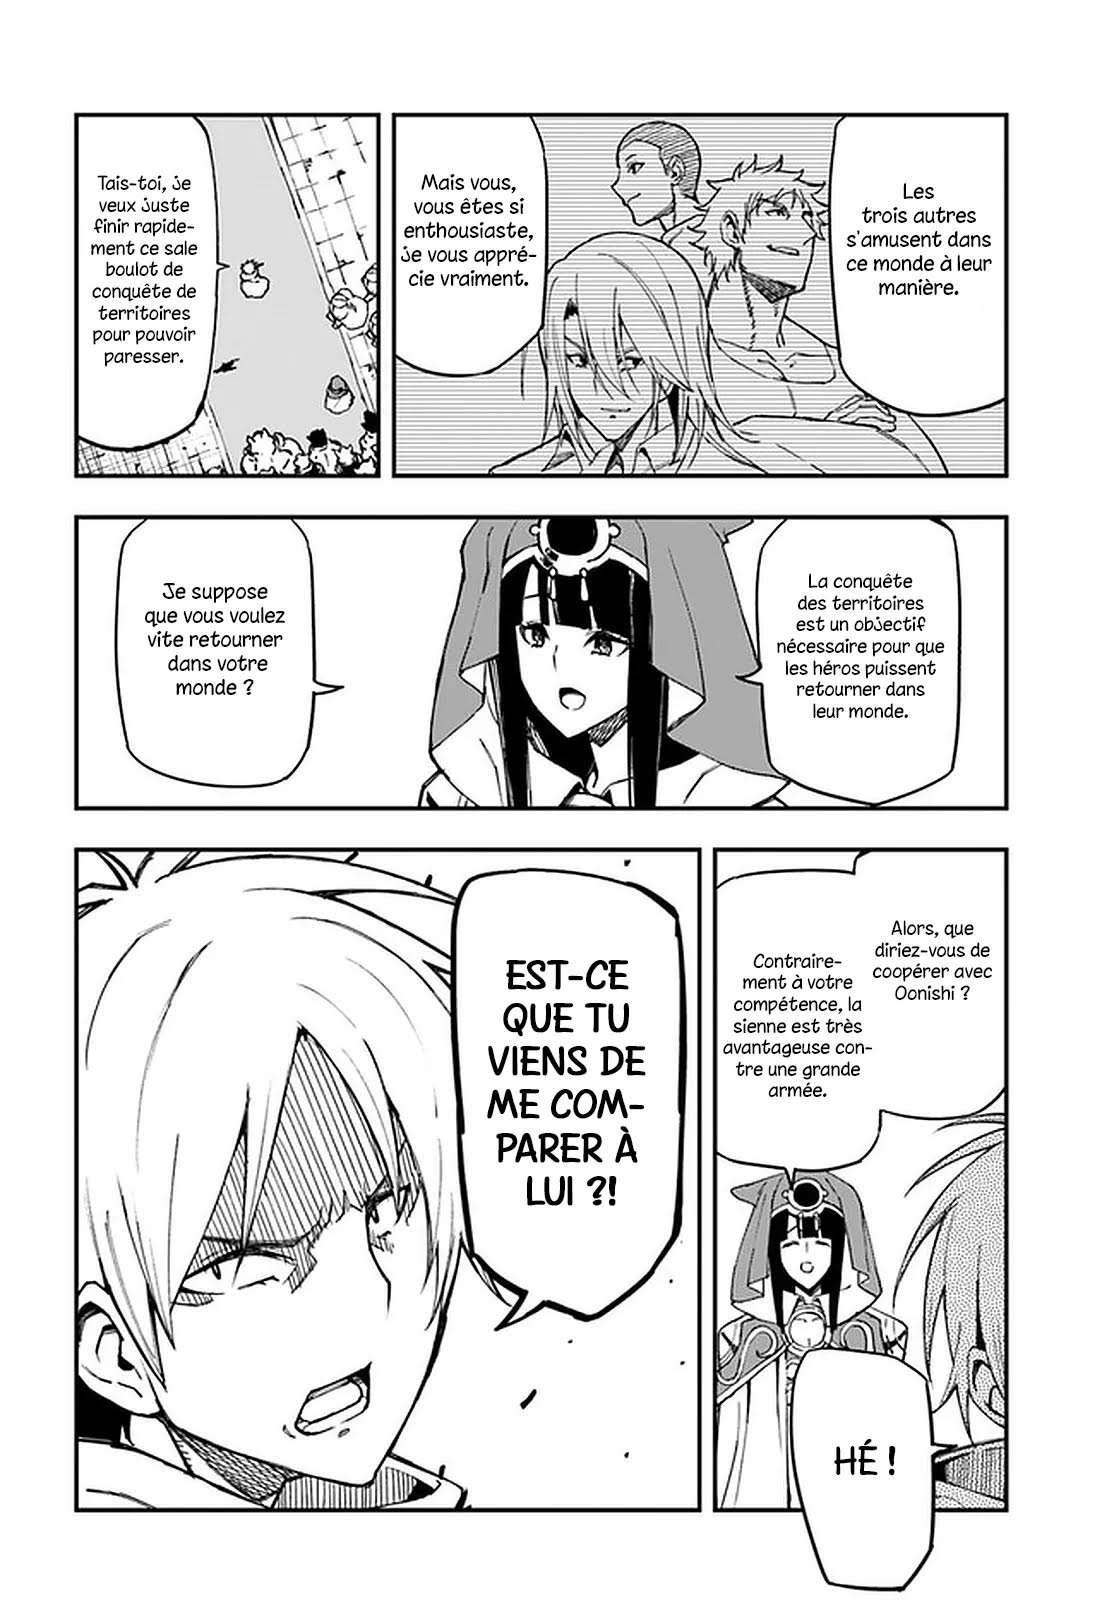 Les
trois autres
s'amusent dans
ce monde à leur
manière.
Mais vous,
vous êtes si
enthousiaste,
je vous appré-
cie vraiment.
Tais-toi, je
veux juste
finir rapide-
ment ce sale
boulot de
conquête de
territoires
pour pouvoir
paresser.
La conquête
des territoires
est un objectif
nécessaire pour que
les héros puissent
retourner dans
leur monde.
Je suppose
que vous voulez
vite retourner
dans votre
monde ?
Alors, que
diriez-vous de
coopérer avec
Oonishi ?
Contraire-
ment à votre
compétence, la
sienne est très
avantageuse con-
tre une grande
armée.
HÉ !
EST-CE
QUE TU
VIENS DE
ME COM-
PARER À
LUI ?!